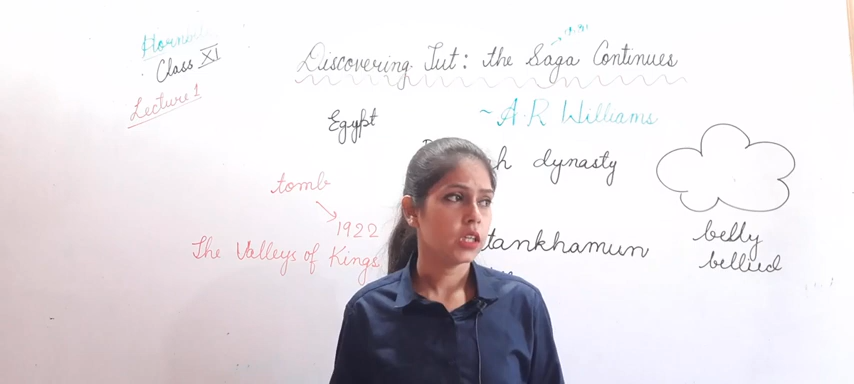 Class XI
Lecture 1
Discovering Tut: the Saga Continues
~A.R Williams
Egypt
dynasty
tomb
1922
The Valleys of Kings
tankhamun
belly
bellied